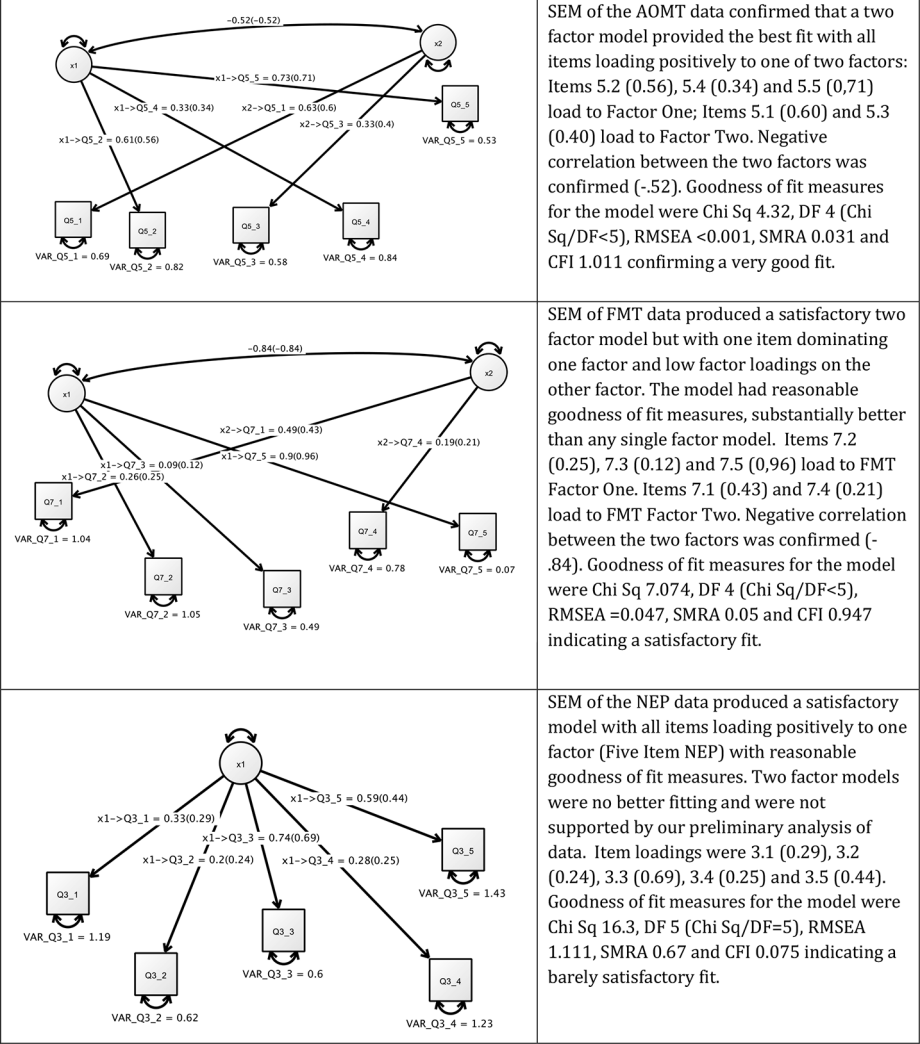 -0.52(-0.52)
x1
x2
x1->Q5_5 = 0.73(0.71)
x1->Q5_4 = 0.33(0.34)
x2->Q5_1 = 0.63(0.6)
x2->Q5_3 = 0.33(0.4)
x1->Q5_2 = 0.61(0.56)
Q5_5
VAR_Q5_5 = 0.53
Q5_1
Q5_2
Q5_3
Q5_4
VAR_Q5_1 = 0.69
VAR_Q5_2 = 0.82
VAR_Q5_3 = 0.58
VAR_Q5_4 = 0.84
SEM of the AOMT data confirmed that a two
factor model provided the best fit with all
items loading positively to one of two factors:
Items 5.2 (0.56), 5.4 (0.34) and 5.5 (0,71)
load to Factor One; Items 5.1 (0.60) and 5.3
(0.40) load to Factor Two. Negative
correlation between the two factors was
confirmed (-.52). Goodness of fit measures
for the model were Chi Sq 4.32, DF 4 (Chi
Sq/DF<5), RMSEA <0.001, SMRA 0.031 and
CFI 1.011 confirming a very good fit.
-0.84(-0.84)
x1
x2
x2->Q7_1 = 0.49(0.43)
x2->Q7_4 = 0.19(0.21)
x1->Q7_5 = 0.9(0.96)
x1->Q7_3 = 0.09(0.12)
x1->Q7_2 = 0.26(0.25)
Q7_1
VAR_Q7_1 = 1.04
Q7_4
Q7_5
VAR_Q7_4 = 0.78
VAR_Q7_5 = 0.07
Q7_2
Q7_3
VAR_Q7_2 = 1.05
VAR_Q7_3 = 0.49
SEM of FMT data produced a satisfactory two
factor model but with one item dominating
one factor and low factor loadings on the
other factor. The model had reasonable
goodness of fit measures, substantially better
than any single factor model.  Items 7.2
(0.25), 7.3 (0.12) and 7.5 (0,96) load to FMT
Factor One. Items 7.1 (0.43) and 7.4 (0.21)
load to FMT Factor Two. Negative correlation
between the two factors was confirmed (-
.84). Goodness of fit measures for the model
were Chi Sq 7.074, DF 4 (Chi Sq/DF<5),
RMSEA =0.047, SMRA 0.05 and CFI 0.947
indicating a satisfactory fit.
x1
x1->Q3_5 = 0.59(0.44)
x1->Q3_1 = 0.33(0.29)
x1->Q3_3 = 0.74(0.69)
x1->Q3_2 = 0.2(0.24)
x1->Q3_4 = 0.28(0.25)
Q3_5
VAR_Q3_5 = 1.43
Q3_1
VAR_Q3_1 = 1.19
Q3_3
VAR_Q3_3 = 0.6
Q3_2
VAR_Q3_2 = 0.62
Q3_4
VAR_Q3_4 = 1.23
SEM of the NEP data produced a satisfactory
model with all items loading positively to one
factor (Five Item NEP) with reasonable
goodness of fit measures. Two factor models
were no better fitting and were not
supported by our preliminary analysis of
data.  Item loadings were 3.1 (0.29), 3.2
(0.24), 3.3 (0.69), 3.4 (0.25) and 3.5 (0.44).
Goodness of fit measures for the model were
Chi Sq 16.3, DF 5 (Chi Sq/DF=5), RMSEA
1.111, SMRA 0.67 and CFI 0.075 indicating a
barely satisfactory fit.